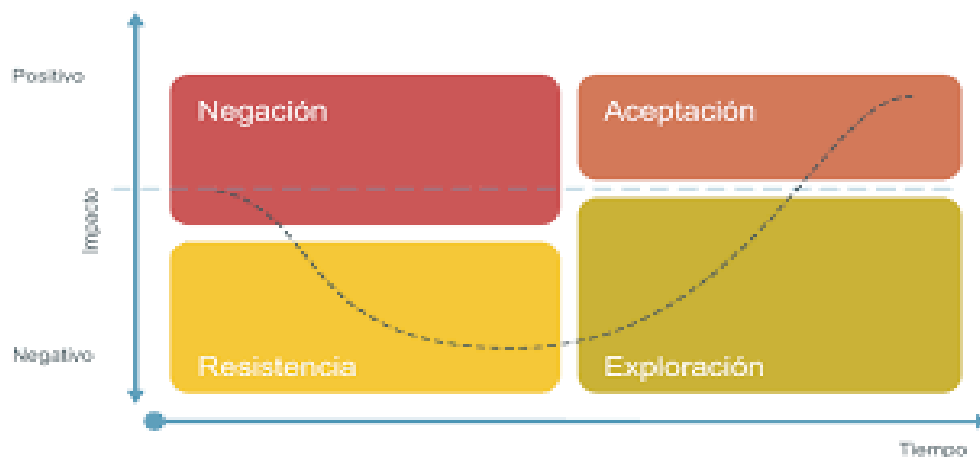 Positivo
Negación
Aceptación
Impacto
Negativo
Resistencia
Exploración
Tiempo